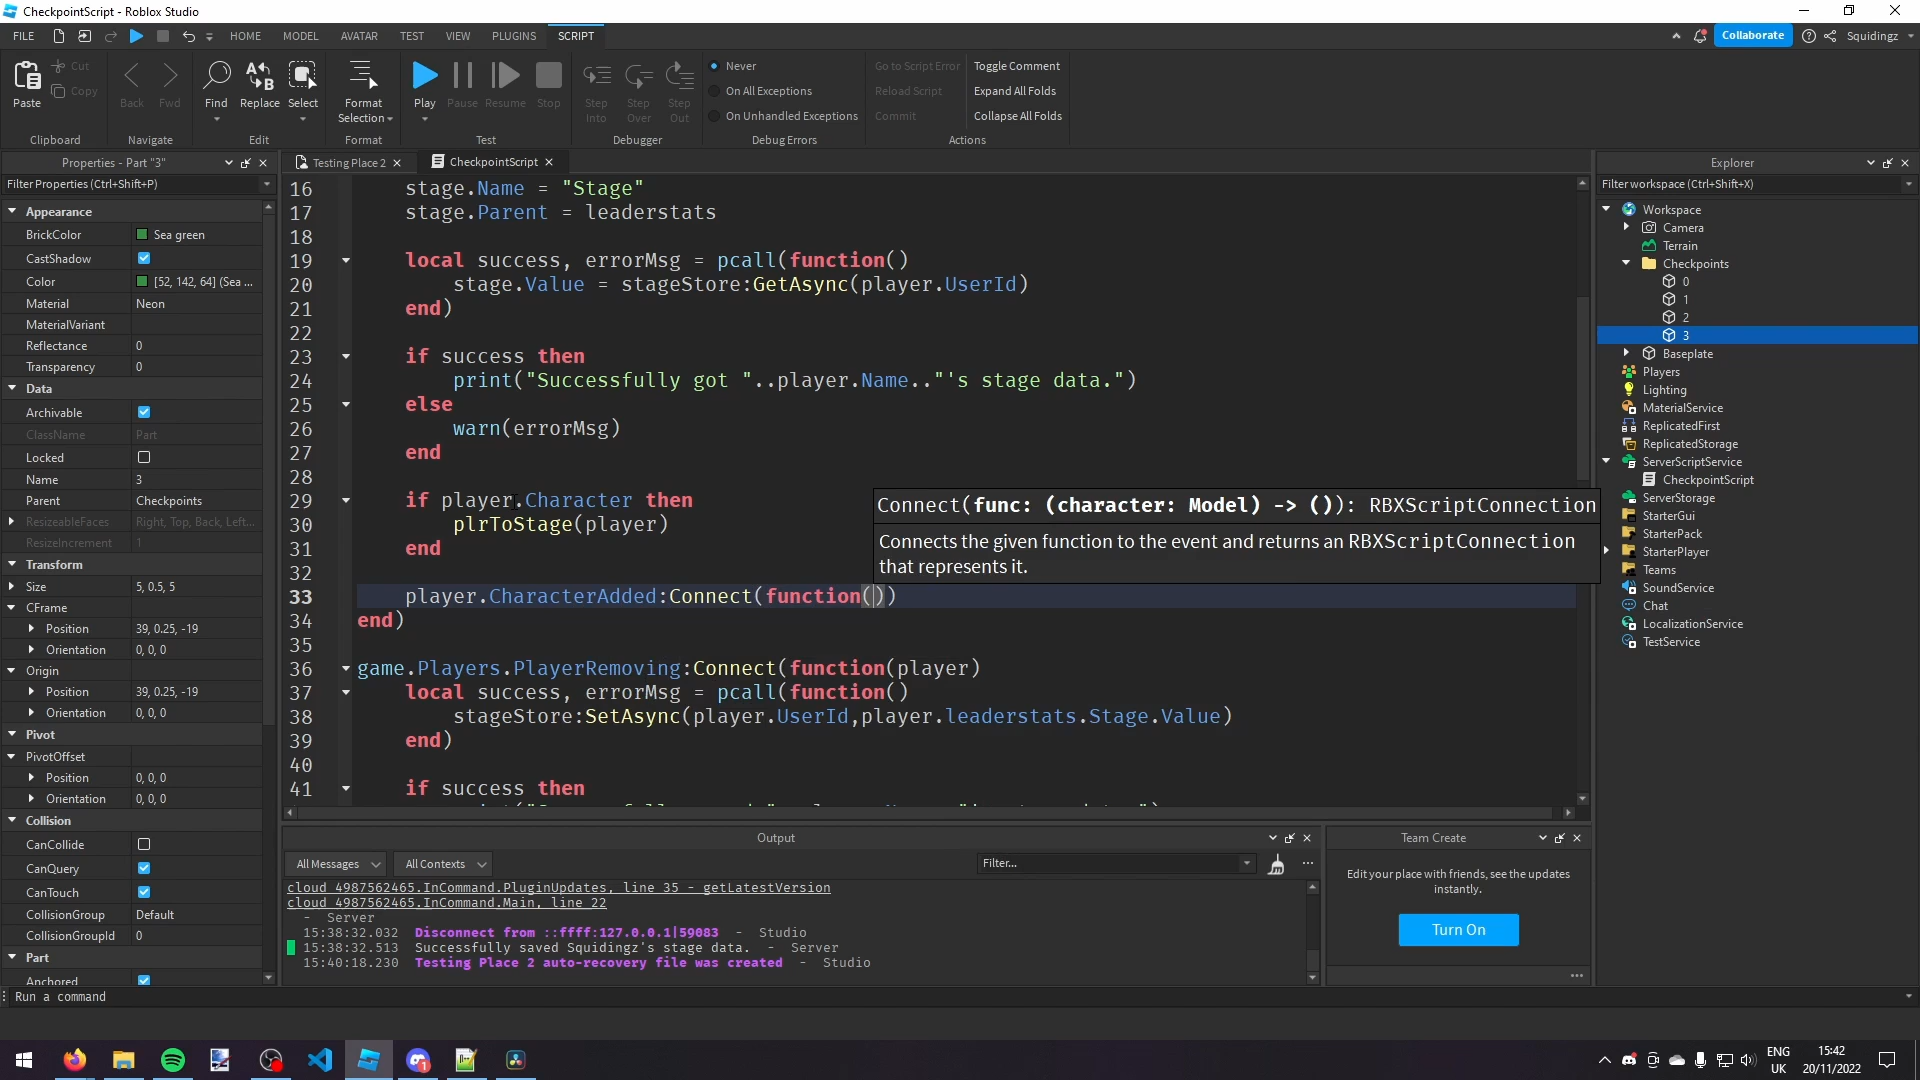 CheckpointScript - Roblox Studio
FILE HOME MODEL AVATAR TEST VIEW PLUGINS SCRIPT Collaborate Squidingz
Paste Cut Copy
Clipboard
Back Fwd
Navigate
Find Replace Select
Edit
Format Selection
Format
Play Pause Resume Stop
Test
Step Into Step Over Step Out
Debugger
Never
On All Exceptions
On Unhandled Exceptions
Debug Errors
Go to Script Error
Reload Script
Commit
Toggle Comment
Expand All Folds
Collapse All Folds
Actions
Properties - Part "3"
Filter Properties (Ctrl+Shift+P)
Appearance
BrickColor Sea green
CastShadow
Color [52, 142, 64] (Sea ...
Material Neon
MaterialVariant
Reflectance 0
Transparency 0
Data
Archivable
ClassName Part
Locked
Name 3
Parent Checkpoints
ResizeableFaces Right, Top, Back, Left...
ResizeIncrement 1
Transform
Size 5, 0.5, 5
CFrame
Position 39, 0.25, -19
Orientation 0, 0, 0
Origin
Position 39, 0.25, -19
Orientation 0, 0, 0
Pivot
PivotOffset
Position 0, 0, 0
Orientation 0, 0, 0
Collision
CanCollide
CanQuery
CanTouch
CollisionGroup Default
CollisionGroupId 0
Part
Anchored
Testing Place 2 CheckpointScript
16 stage.Name = "Stage"
17 stage.Parent = leaderstats
18
19 local success, errorMsg = pcall(function()
20 stage.Value = stageStore:GetAsync(player.UserId)
21 end)
22
23 if success then
24 print("Successfully got "..player.Name.."'s stage data.")
25 else
26 warn(errorMsg)
27 end
28
29 if player.Character then
30 plrToStage(player)
31 end
32
33 player.CharacterAdded:Connect(function())
34 end)
35
36 game.Players.PlayerRemoving:Connect(function(player)
37 local success, errorMsg = pcall(function()
38 stageStore:SetAsync(player.UserId,player.leaderstats.Stage.Value)
39 end)
40
41 if success then
Connect(func: (character: Model) -> ()): RBXScriptConnection
Connects the given function to the event and returns an RBXScriptConnection
that represents it.
Output
All Messages All Contexts Filter...
cloud_4987562465.InCommand.PluginUpdates, line 35 - getLatestVersion
cloud_4987562465.InCommand.Main, line 22
- Server
15:38:32.032 Disconnect from ::ffff:127.0.0.1|59083 - Studio
15:38:32.513 Successfully saved Squidingz's stage data. - Server
15:40:18.230 Testing Place 2 auto-recovery file was created - Studio
Team Create
Edit your place with friends, see the updates
instantly.
Turn On
Explorer
Filter workspace (Ctrl+Shift+X)
Workspace
Camera
Terrain
Checkpoints
0
1
2
3
Baseplate
Players
Lighting
MaterialService
ReplicatedFirst
ReplicatedStorage
ServerScriptService
CheckpointScript
ServerStorage
StarterGui
StarterPack
StarterPlayer
Teams
SoundService
Chat
LocalizationService
TestService
Run a command
ENG
UK
15:42
20/11/2022